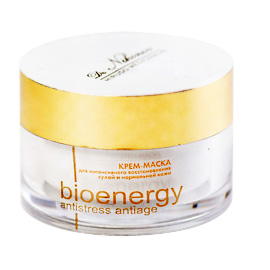 КРЕМ-МАСКА
для интенсивного восстановления
сухой и нормальной кожи
bioenergy
antistress antiage